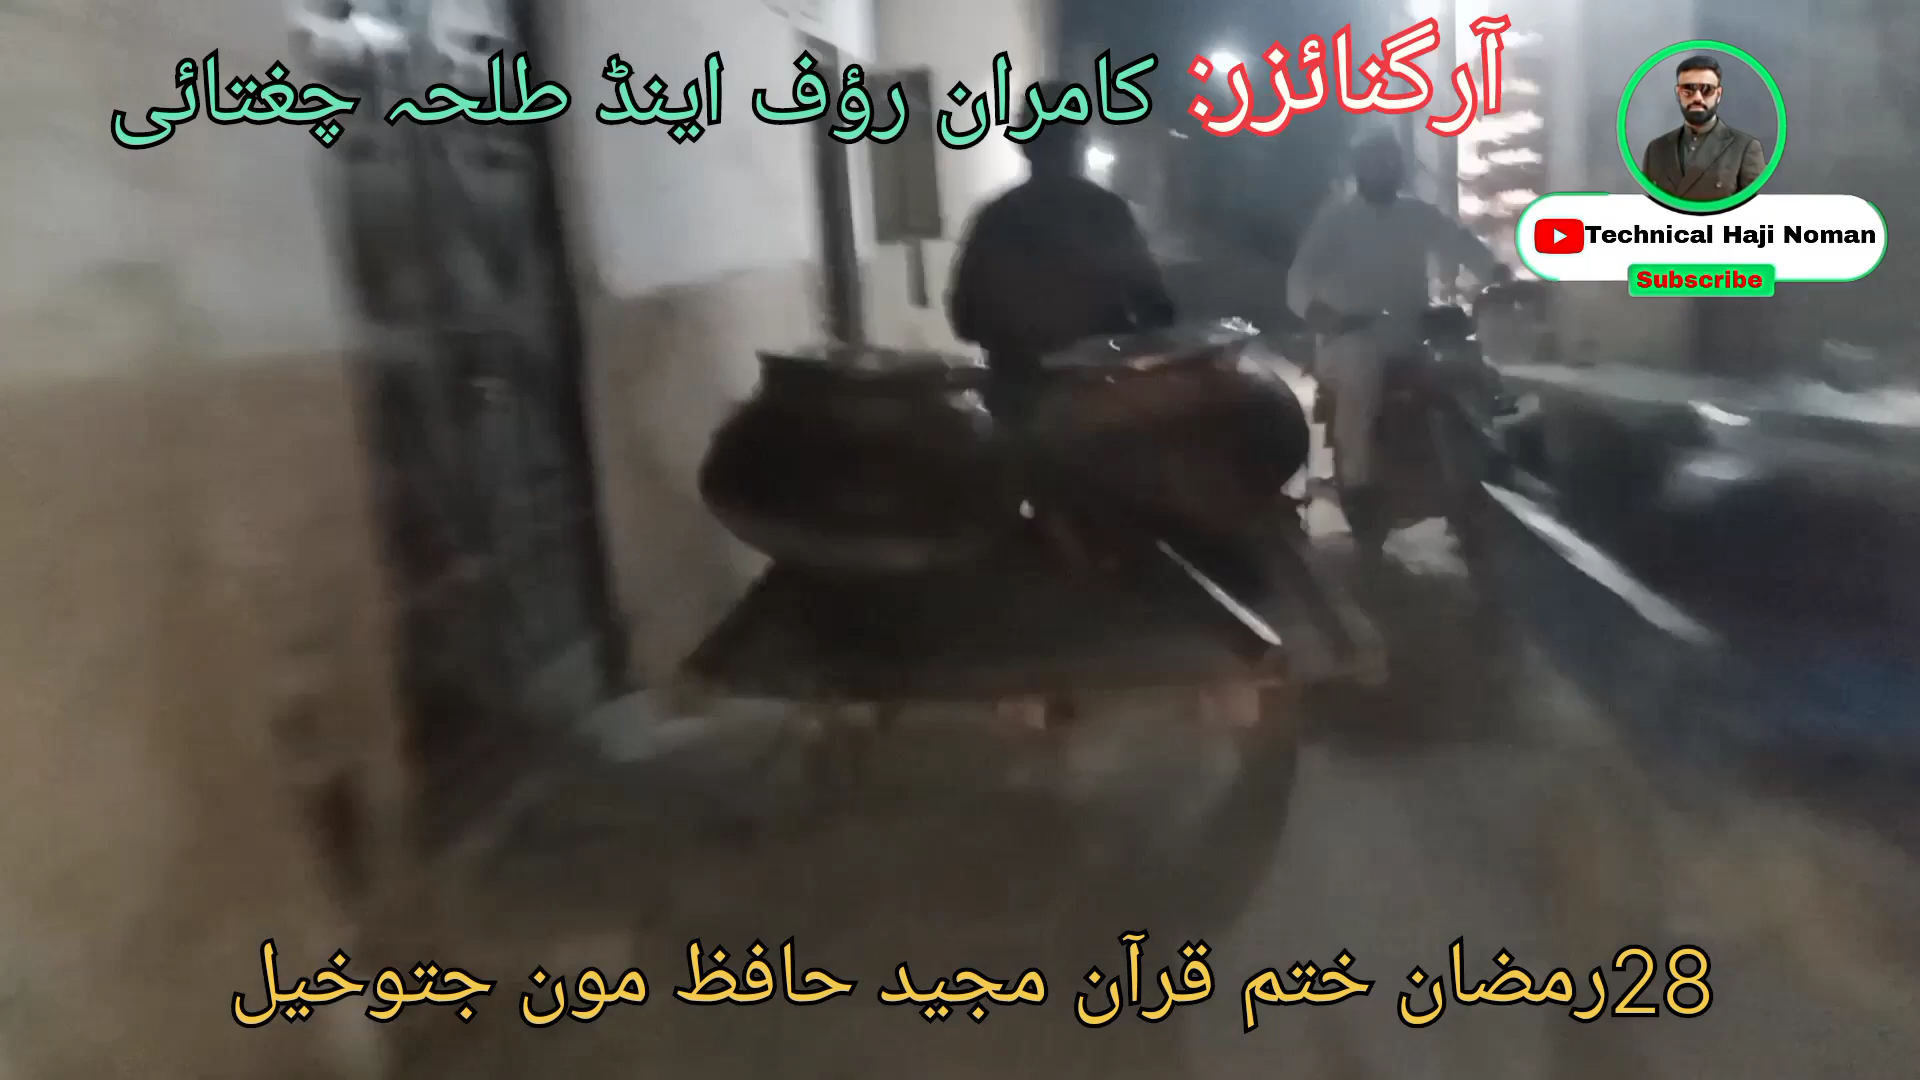 آرگنائزر: کامران رؤف اینڈ طلحہ چغتائی
Technical Haji Noman
Subscribe
28رمضان ختم قرآن مجید حافظ مون جتوخیل